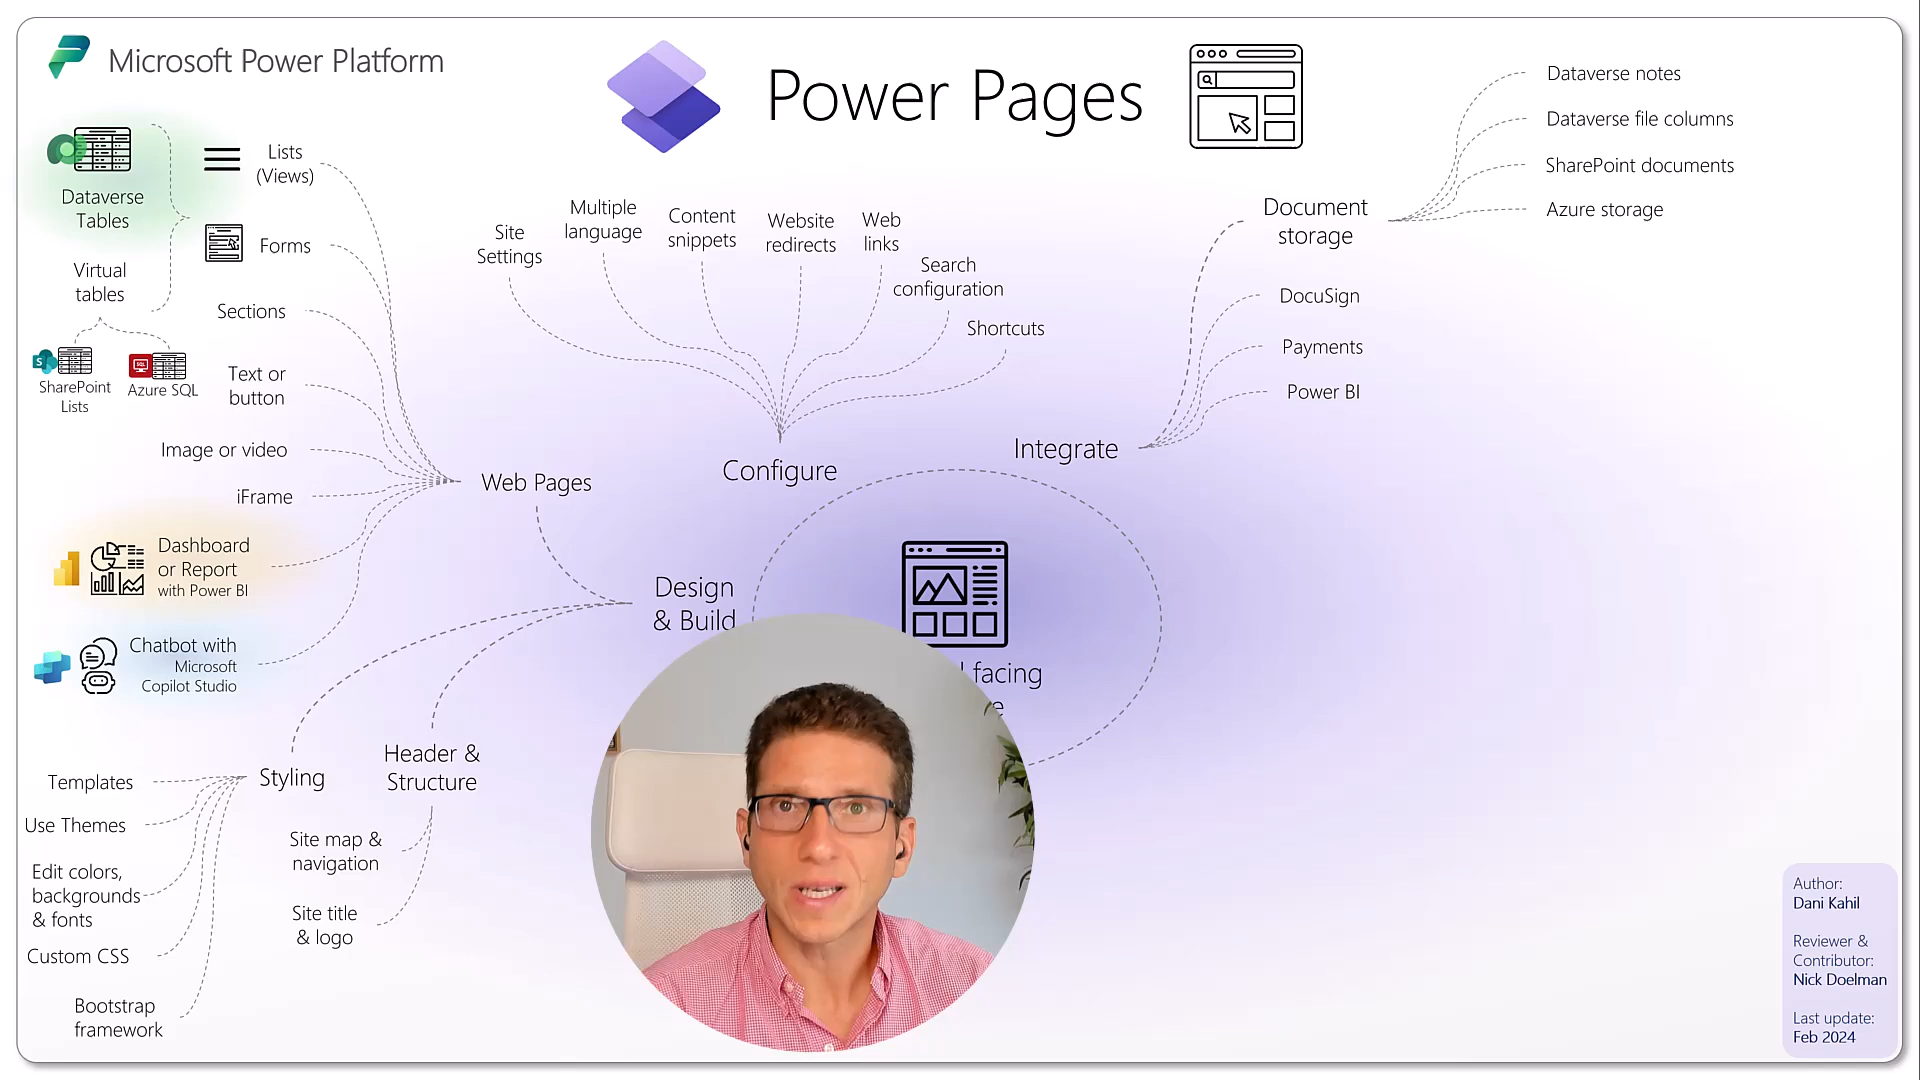 Microsoft Power Platform
Power Pages
Dataverse
Tables
Virtual
tables
SharePoint
Lists
Azure SQL
Lists
(Views)
Forms
Sections
Text or
button
Image or video
iFrame
Dashboard
or Report
with Power BI
Chatbot with
Microsoft
Copilot Studio
Web Pages
Site
Settings
Multiple
language
Content
snippets
Website
redirects
Web
links
Search
configuration
Shortcuts
Configure
Integrate
Document
storage
Dataverse notes
Dataverse file columns
SharePoint documents
Azure storage
DocuSign
Payments
Power BI
Design
& Build
facing
Styling
Templates
Use Themes
Edit colors,
backgrounds
& fonts
Custom CSS
Bootstrap
framework
Header &
Structure
Site map &
navigation
Site title
& logo
Author:
Dani Kahil
Reviewer &
Contributor:
Nick Doelman
Last update:
Feb 2024